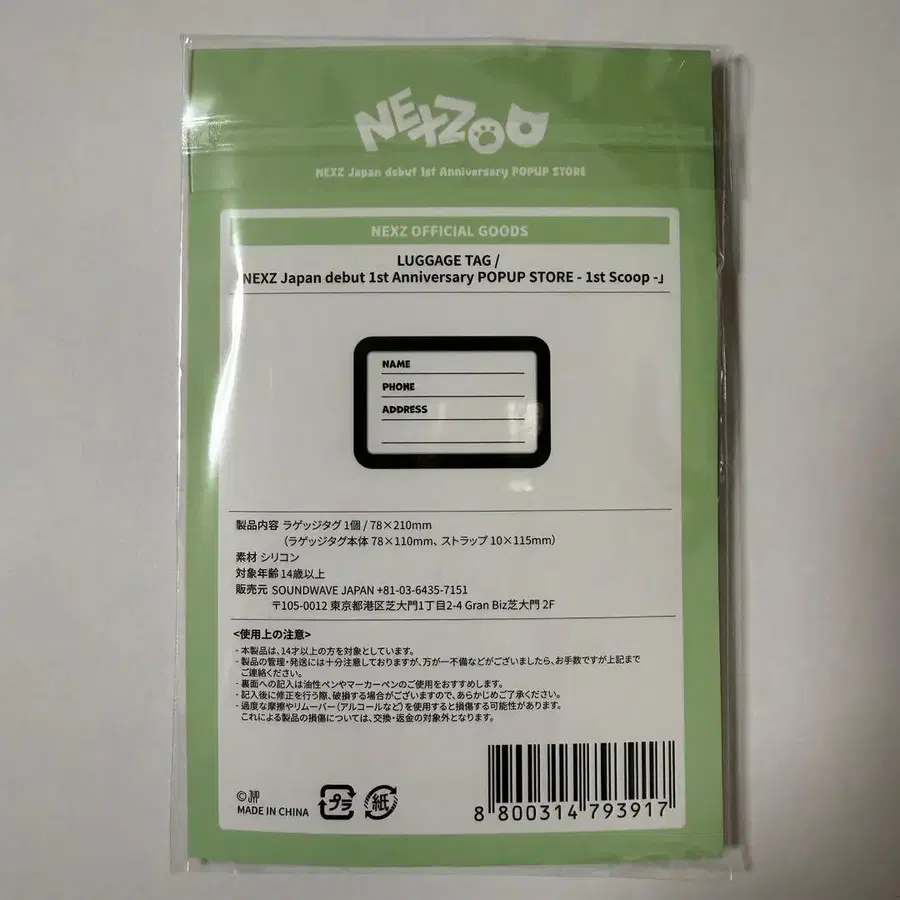 NEXZOO
NEXZ Japan debut 1st Anniversary POPUP STORE
NEXZ OFFICIAL GOODS
LUGGAGE TAG /
「NEXZ Japan debut 1st Anniversary POPUP STORE - 1st Scoop -」
NAME
PHONE
ADDRESS
製品内容 ラゲッジタグ 1個 / 78×210mm
（ラゲッジタグ本体 78×110mm、ストラップ 10×115mm）
素材 シリコン
対象年齢 14歳以上
販売元 SOUNDWAVE JAPAN +81-03-6435-7151
〒105-0012 東京都港区芝大門1丁目2-4 Gran Biz芝大門 2F
<使用上の注意>
- 本製品は、14才以上の方を対象としています。
- 製品の管理・発送には十分注意しておりますが、万が一不備などがございましたら、お手数ですが上記まで
ご連絡ください。
- 裏面への記入は油性ペンやマーカーペンのご使用をおすすめします。
- 記入後に修正を行う際、破損する場合がございますので、あらかじめご了承ください。
- 過度な摩擦やリムーバー（アルコールなど）を使用すると損傷する可能性があります。
これによる製品の損傷については、交換・返金の対象外となります。
© JYP
MADE IN CHINA
プラ
紙
8 800314 793917